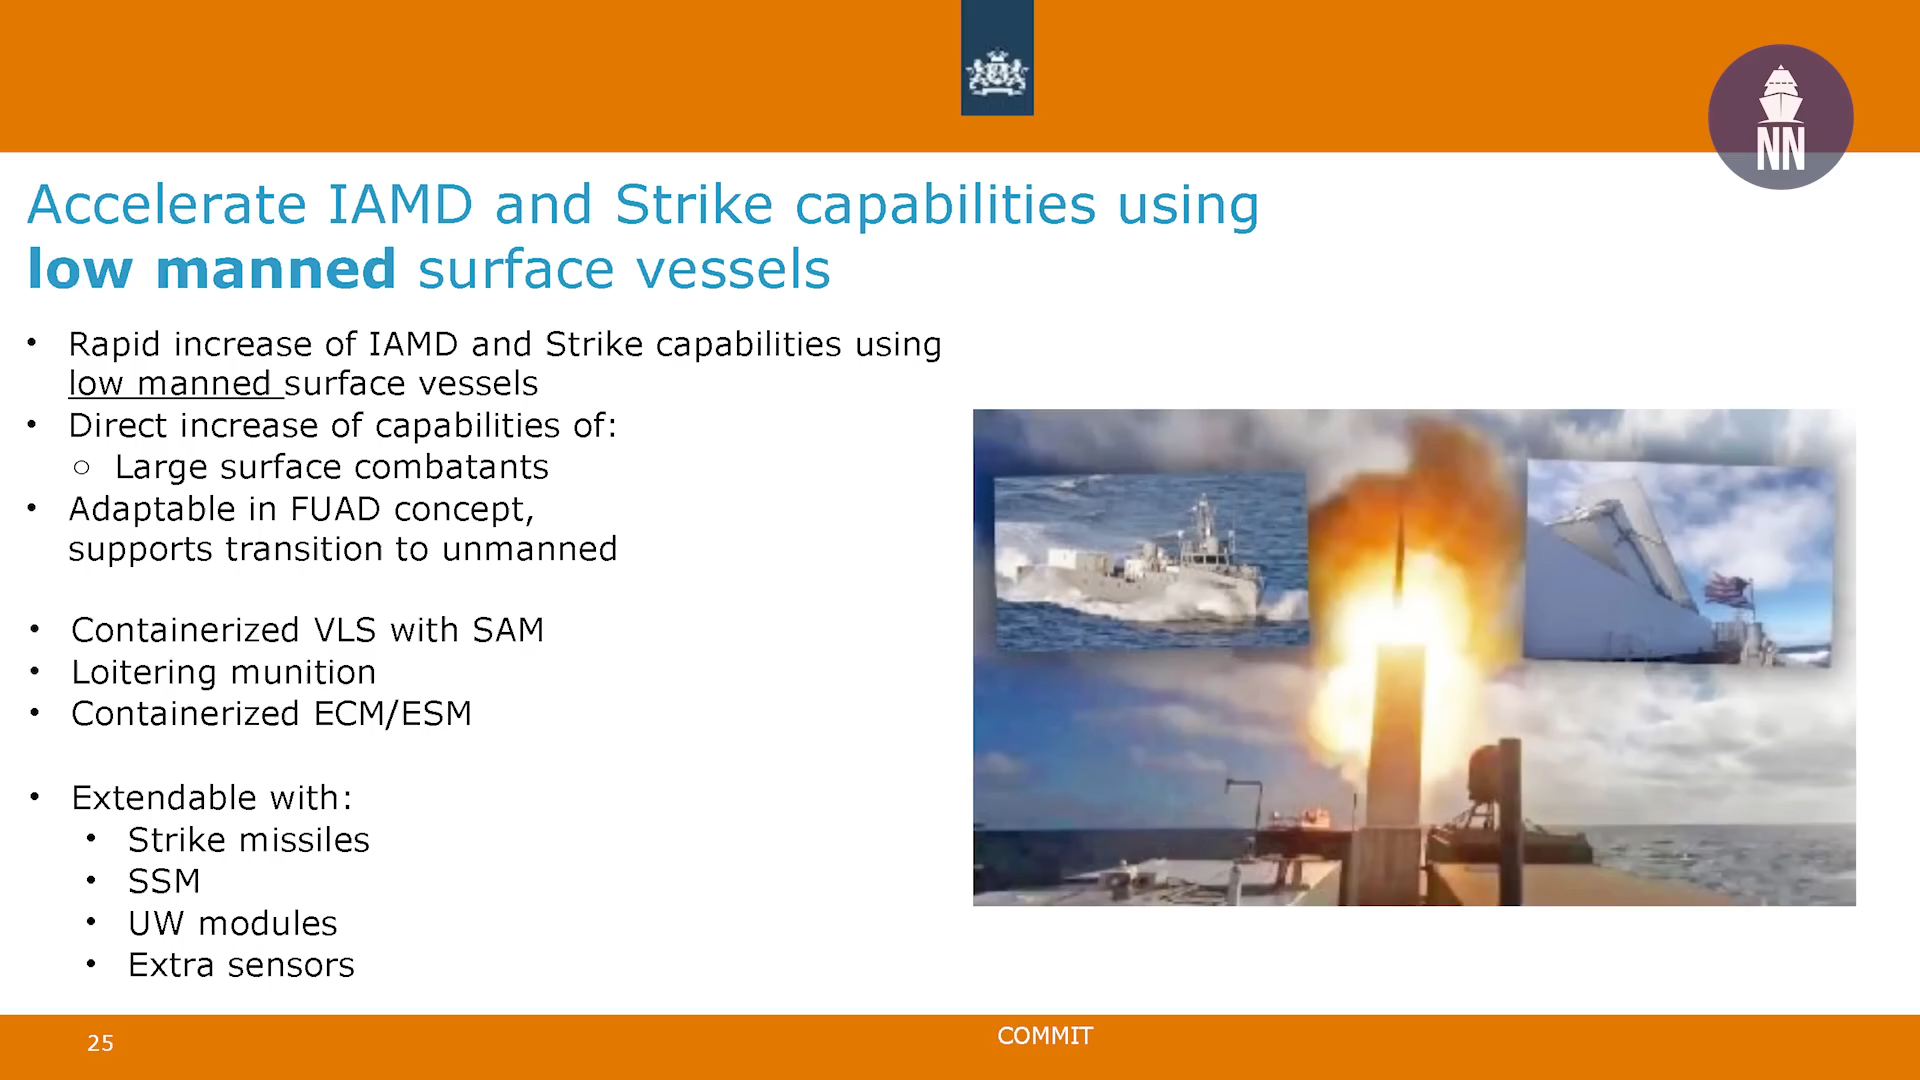 NN
Accelerate IAMD and Strike capabilities using
low manned surface vessels
• Rapid increase of IAMD and Strike capabilities using
low manned surface vessels
• Direct increase of capabilities of:
○ Large surface combatants
• Adaptable in FUAD concept,
supports transition to unmanned
• Containerized VLS with SAM
• Loitering munition
• Containerized ECM/ESM
• Extendable with:
• Strike missiles
• SSM
• UW modules
• Extra sensors
25
COMMIT